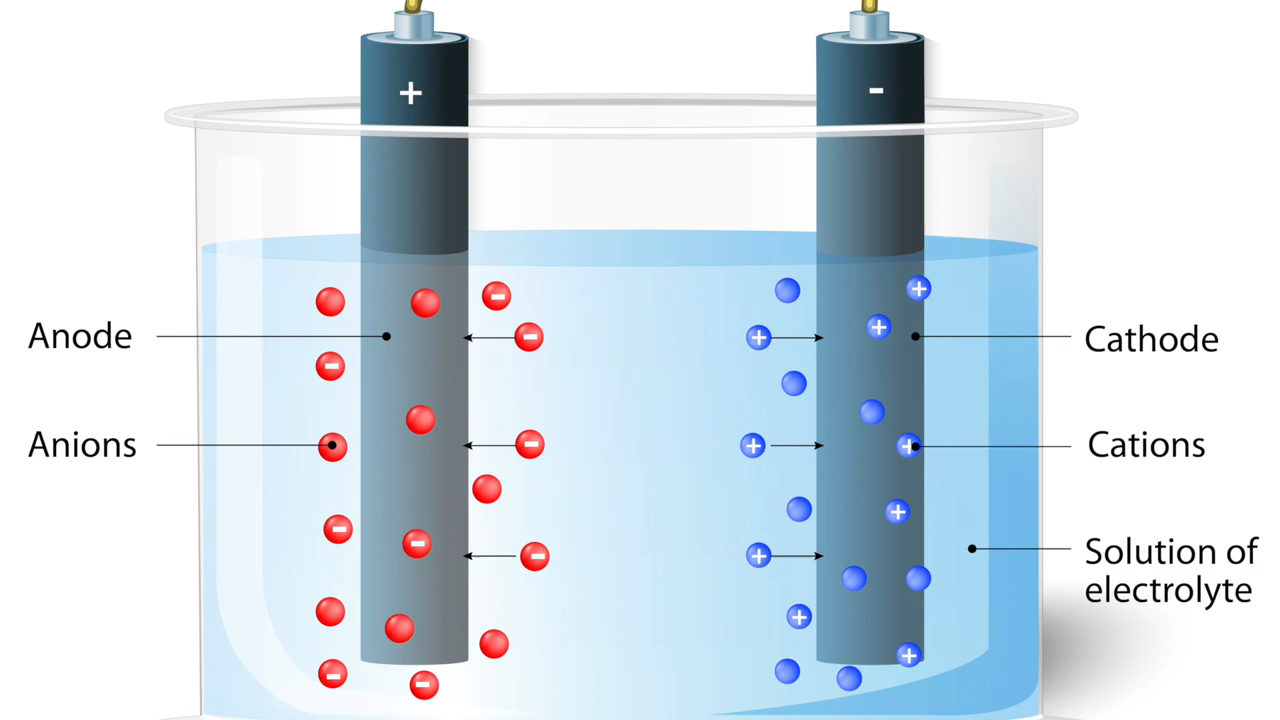 +
-
Anode
Cathode
Anions
Cations
Solution of
electrolyte